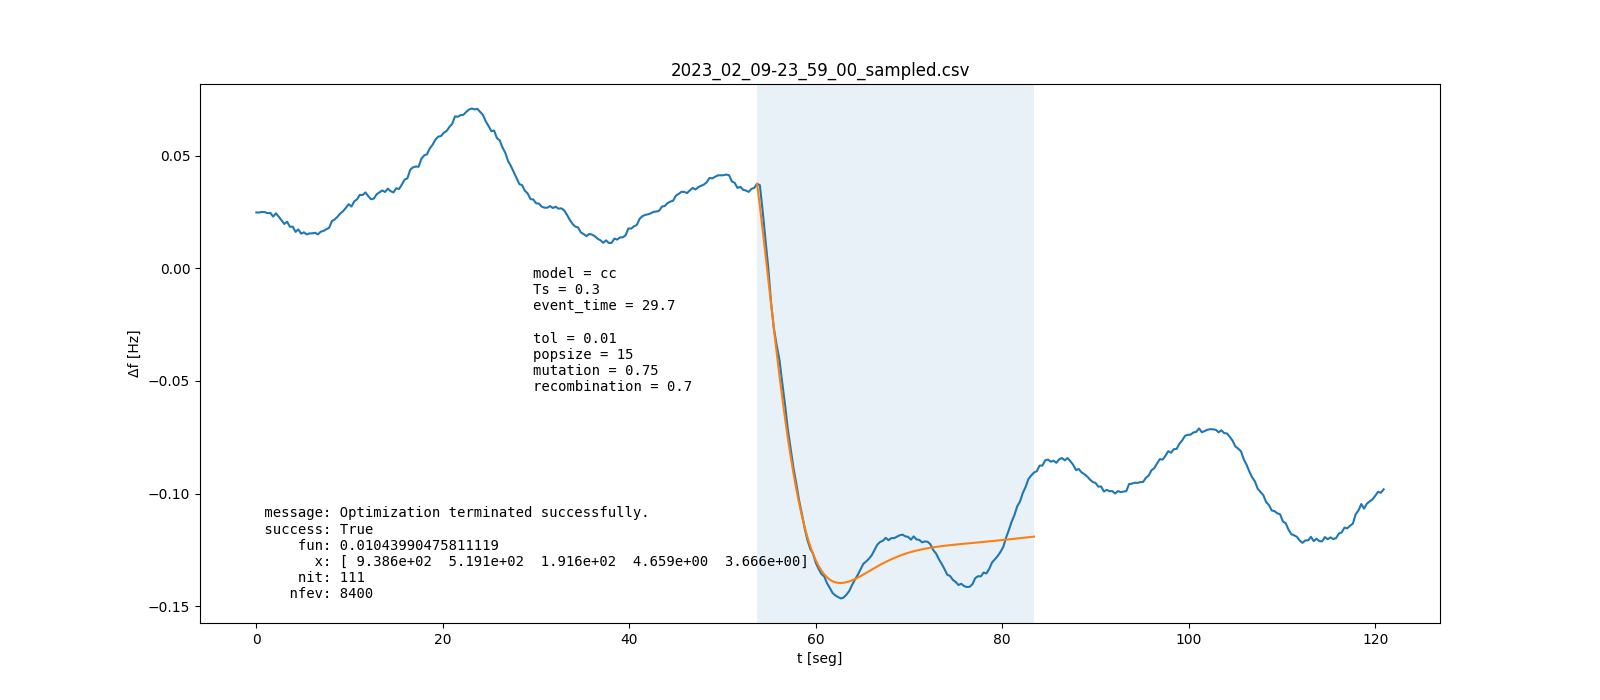 2023_02_09-23_59_00_sampled.csv
Δf [Hz]
0.05
0.00
−0.05
−0.10
−0.15
model = cc
Ts = 0.3
event_time = 29.7
tol = 0.01
popsize = 15
mutation = 0.75
recombination = 0.7
message: Optimization terminated successfully.
success: True
fun: 0.01043990475811119
x: [ 9.386e+02 5.191e+02 1.916e+02 4.659e+00 3.666e+00]
nit: 111
nfev: 8400
0 20 40 60 80 100 120
t [seg]